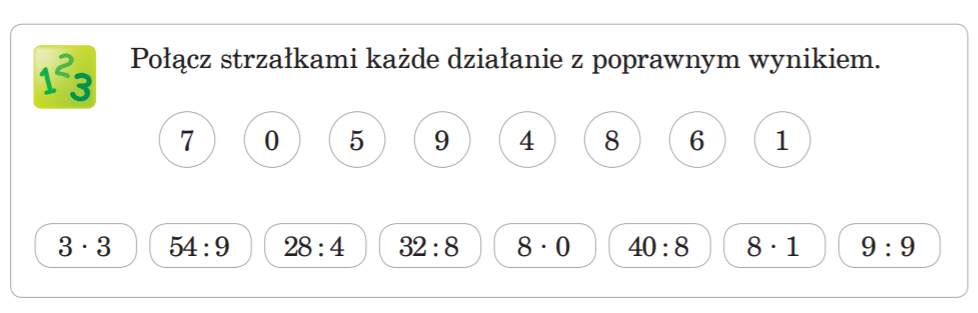 123
Połącz strzałkami każde działanie z poprawnym wynikiem.
7 0 5 9 4 8 6 1
3 · 3 54 : 9 28 : 4 32 : 8 8 · 0 40 : 8 8 · 1 9 : 9